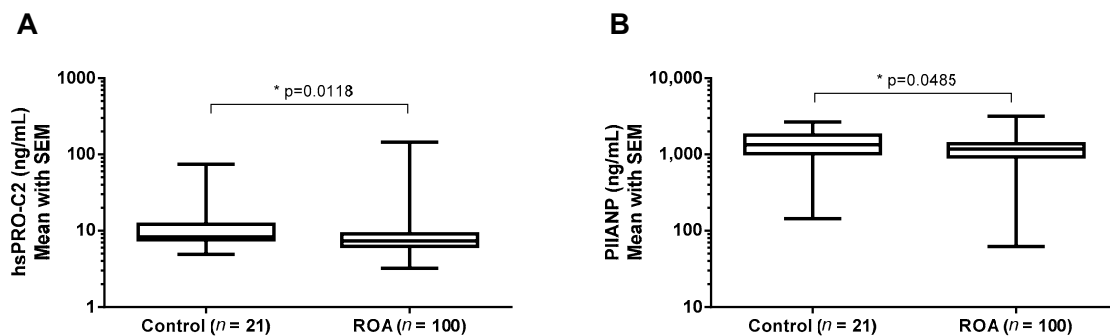 A
hsPRO-C2 (ng/mL)
Mean with SEM
1000
100
10
1
* p=0.0118
Control (n = 21)
ROA (n = 100)
B
PIIANP (ng/mL)
Mean with SEM
10,000
1,000
100
10
* p=0.0485
Control (n = 21)
ROA (n = 100)